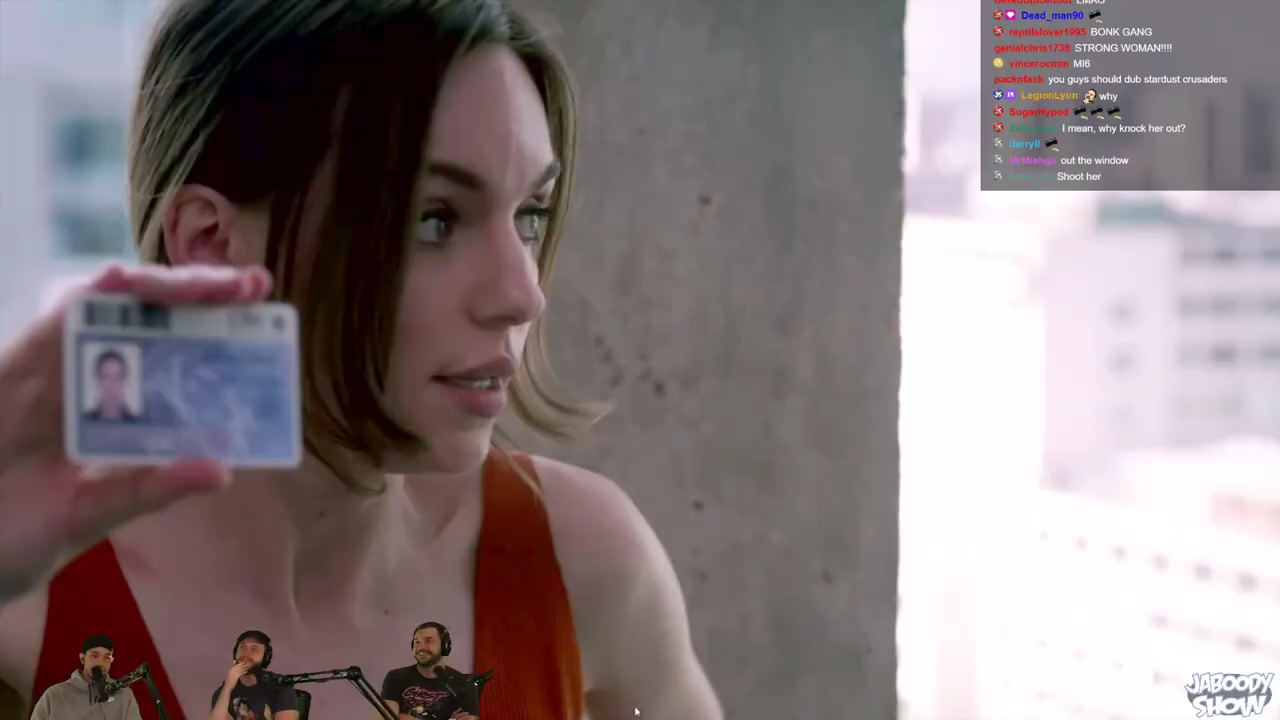 Dead_man90
reptilelover1995 BONK GANG
genialchris1738 STRONG WOMAN!!!!
vincerocmm MI6
packnfack you guys should dub stardust crusaders
LegionLyon why
SugarHyped
I mean, why knock her out?
darryll
MrMiahgii out the window
Shoot her
JABOODY
SHOW